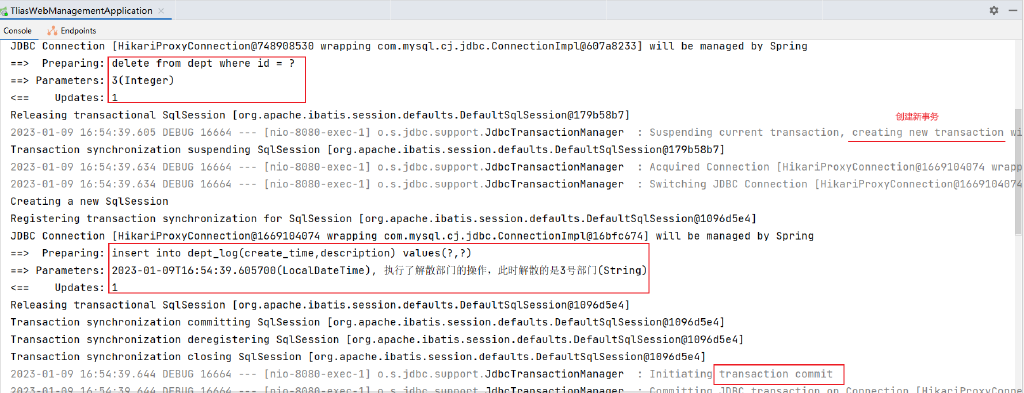 TliasWebManagementApplication ×
Console Endpoints
JDBC Connection [HikariProxyConnection@748908530 wrapping com.mysql.cj.jdbc.ConnectionImpl@607a8233] will be managed by Spring
==> Preparing: delete from dept where id = ?
==> Parameters: 3(Integer)
<== Updates: 1
Releasing transactional SqlSession [org.apache.ibatis.session.defaults.DefaultSqlSession@179b58b7]
创建新事务
2023-01-09 16:54:39.605 DEBUG 16664 --- [nio-8080-exec-1] o.s.jdbc.support.JdbcTransactionManager : Suspending current transaction, creating new transaction wi
Transaction synchronization suspending SqlSession [org.apache.ibatis.session.defaults.DefaultSqlSession@179b58b7]
2023-01-09 16:54:39.634 DEBUG 16664 --- [nio-8080-exec-1] o.s.jdbc.support.JdbcTransactionManager : Acquired Connection [HikariProxyConnection@1669104074 wrapp
2023-01-09 16:54:39.634 DEBUG 16664 --- [nio-8080-exec-1] o.s.jdbc.support.JdbcTransactionManager : Switching JDBC Connection [HikariProxyConnection@1669104074
Creating a new SqlSession
Registering transaction synchronization for SqlSession [org.apache.ibatis.session.defaults.DefaultSqlSession@1096d5e4]
JDBC Connection [HikariProxyConnection@1669104074 wrapping com.mysql.cj.jdbc.ConnectionImpl@16bfc674] will be managed by Spring
==> Preparing: insert into dept_log(create_time,description) values(?,?)
==> Parameters: 2023-01-09T16:54:39.605700(LocalDateTime), 执行了解散部门的操作，此时解散的是3号部门(String)
<== Updates: 1
Releasing transactional SqlSession [org.apache.ibatis.session.defaults.DefaultSqlSession@1096d5e4]
Transaction synchronization committing SqlSession [org.apache.ibatis.session.defaults.DefaultSqlSession@1096d5e4]
Transaction synchronization deregistering SqlSession [org.apache.ibatis.session.defaults.DefaultSqlSession@1096d5e4]
Transaction synchronization closing SqlSession [org.apache.ibatis.session.defaults.DefaultSqlSession@1096d5e4]
2023-01-09 16:54:39.644 DEBUG 16664 --- [nio-8080-exec-1] o.s.jdbc.support.JdbcTransactionManager : Initiating transaction commit
2023-01-09 16:54:39.644 DEBUG 16664 --- [nio-8080-exec-1] o.s.jdbc.support.JdbcTransactionManager : Committing JDBC transaction on Connection [HikariProxyConnection@1669104074